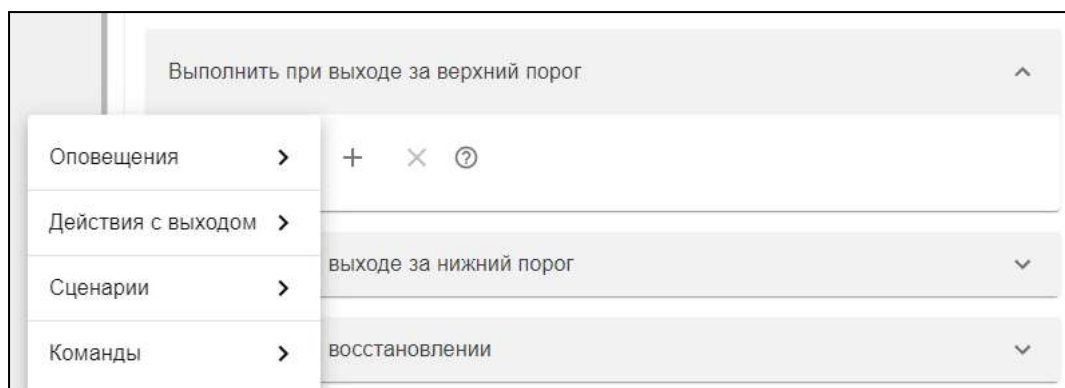 Выполнить при выходе за верхний порог
Оповещения
Действия с выходом
выходе за нижний порог
Сценарии
восстановлении
Команды